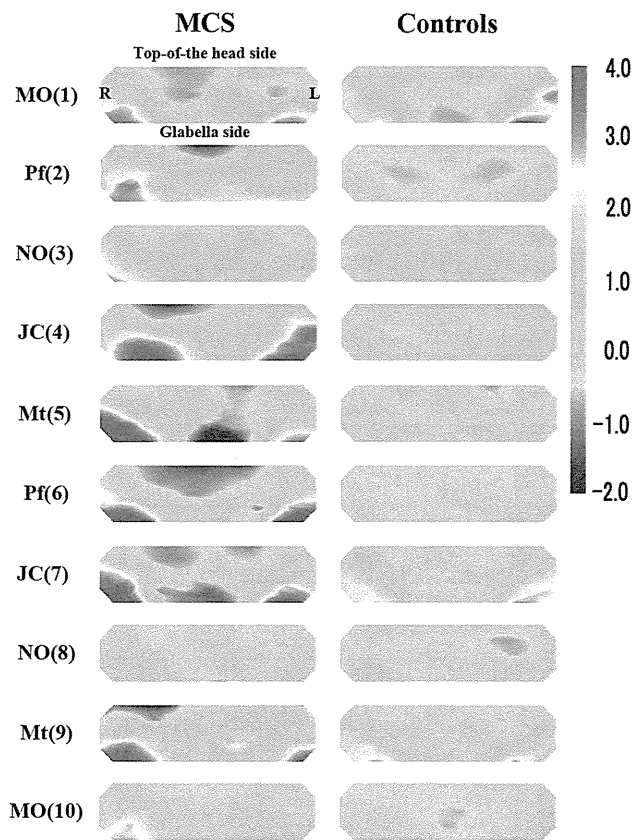 MCS Controls
Top-of-the head side
MO(1) R L
Glabella side
Pf(2)
NO(3)
JC(4)
Mt(5)
Pf(6)
JC(7)
NO(8)
Mt(9)
MO(10)
4.0
3.0
2.0
1.0
0.0
-1.0
-2.0